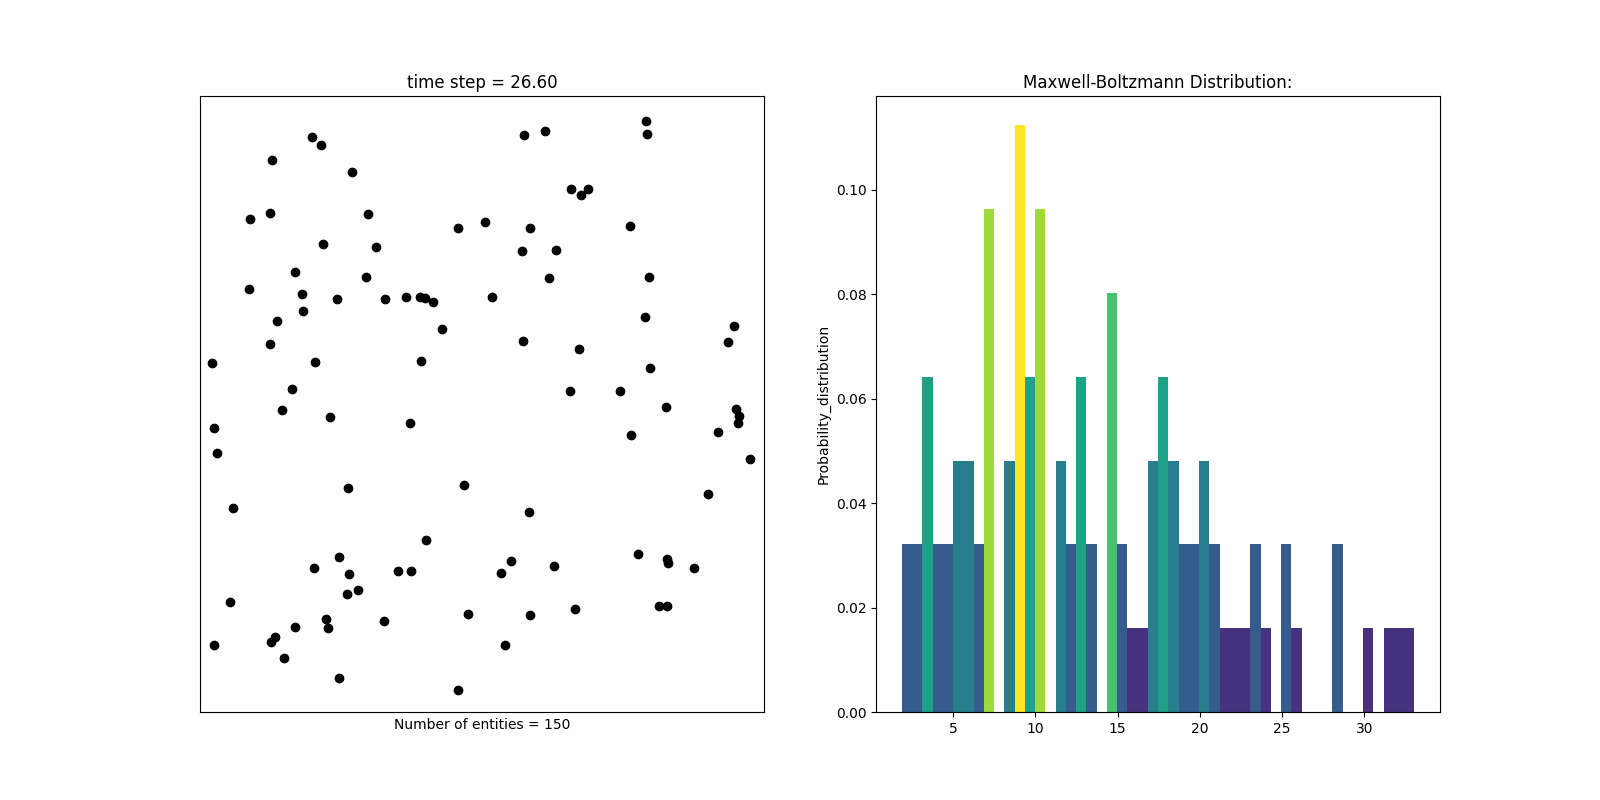 time step = 26.60
Number of entities = 150
Maxwell-Boltzmann Distribution:
Probability_distribution
0.10
0.08
0.06
0.04
0.02
0.00
5 10 15 20 25 30